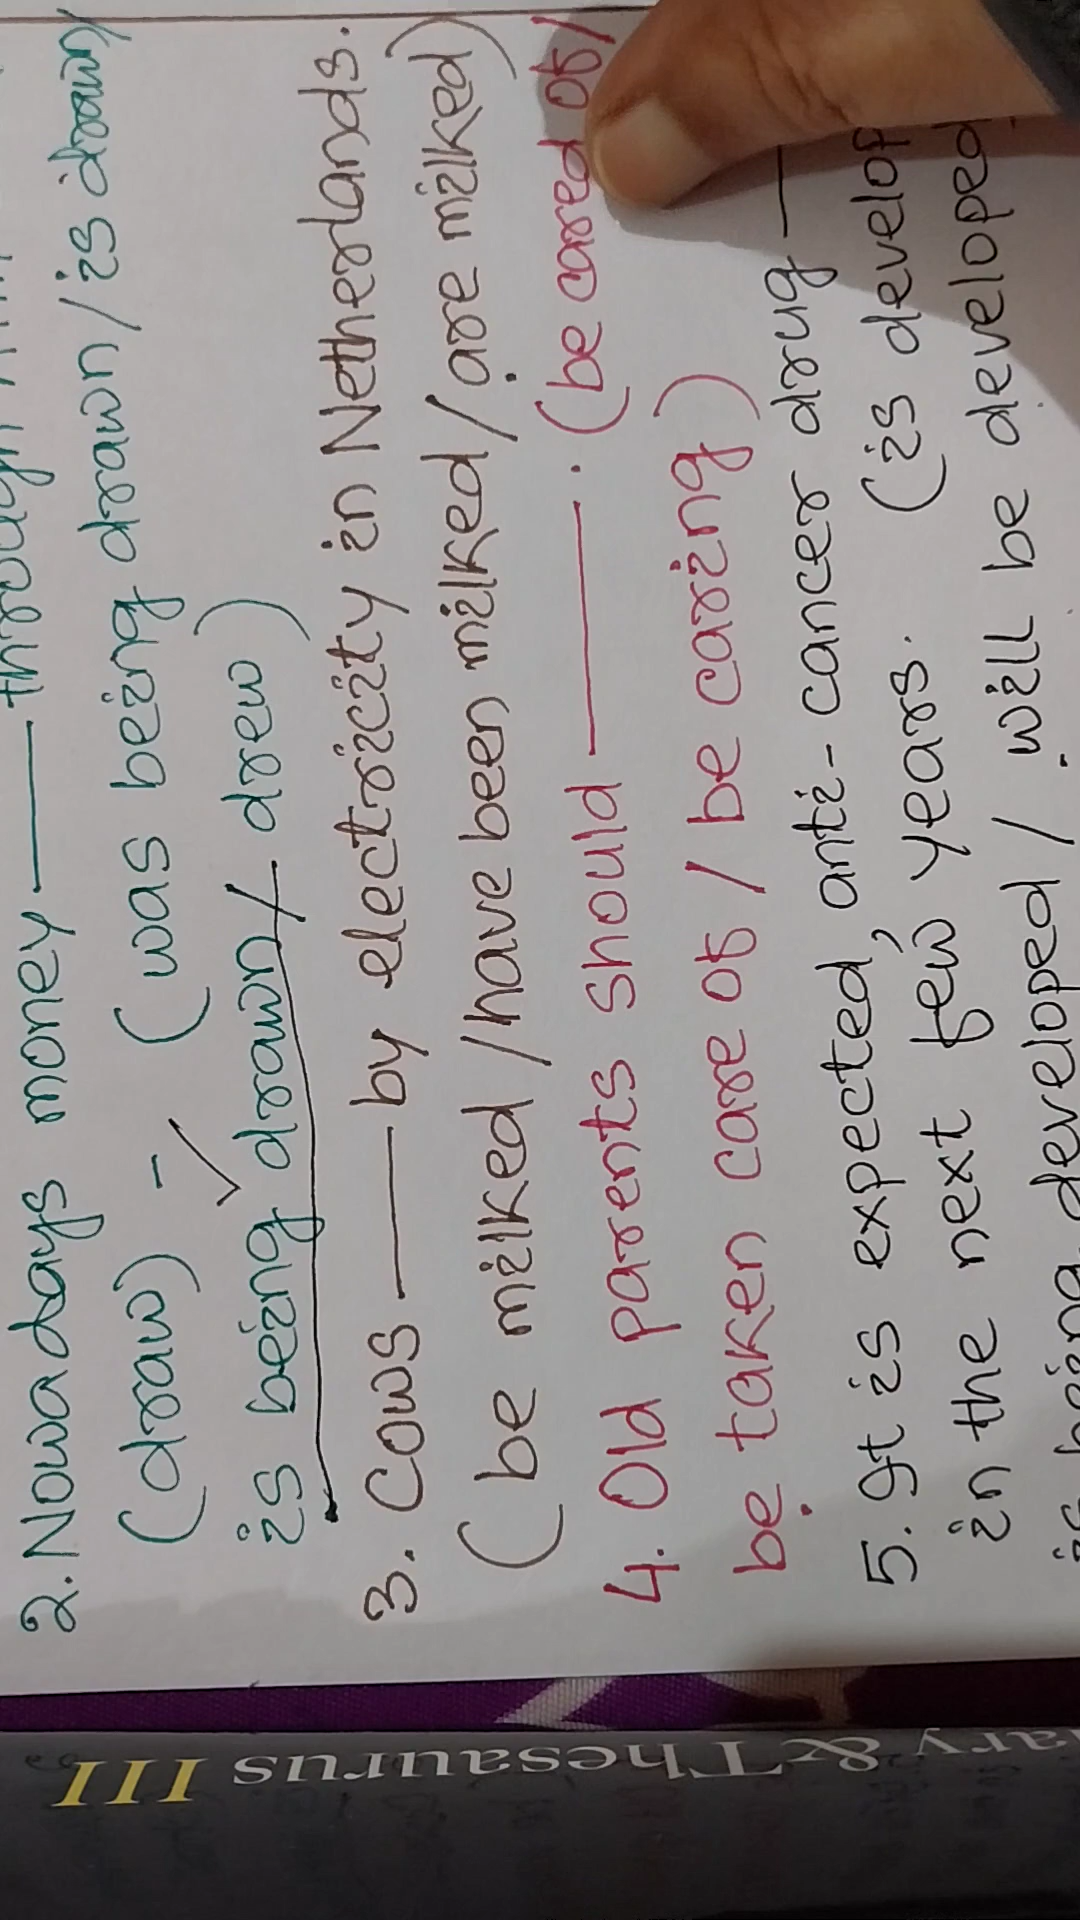 2. Nowadays money —— through
(draw) - (was being drawn / is drawn /
is being drawn / drew )
3. Cows —— by electricity in Netherlands.
( be milked / have been milked / are milked )
4. Old parents should ——. (be cared of /
be taken care of / be caring )
5. It is expected, anti-cancer drug ——
in the next few years. (is develop
is being developed / will be developed
& Thesaurus III